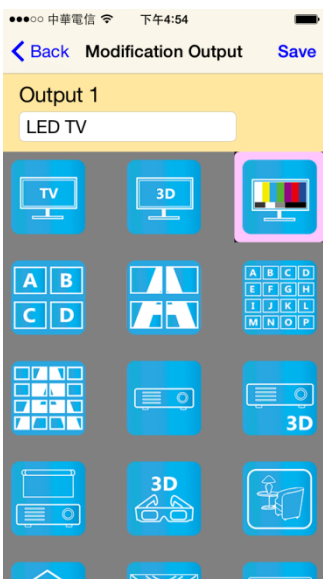 中華電信 下午4:54
Back Modification Output Save
Output 1
LED TV
TV 3D
A B A B C D
E F G H
C D I J K L
M N O P
3D
3D